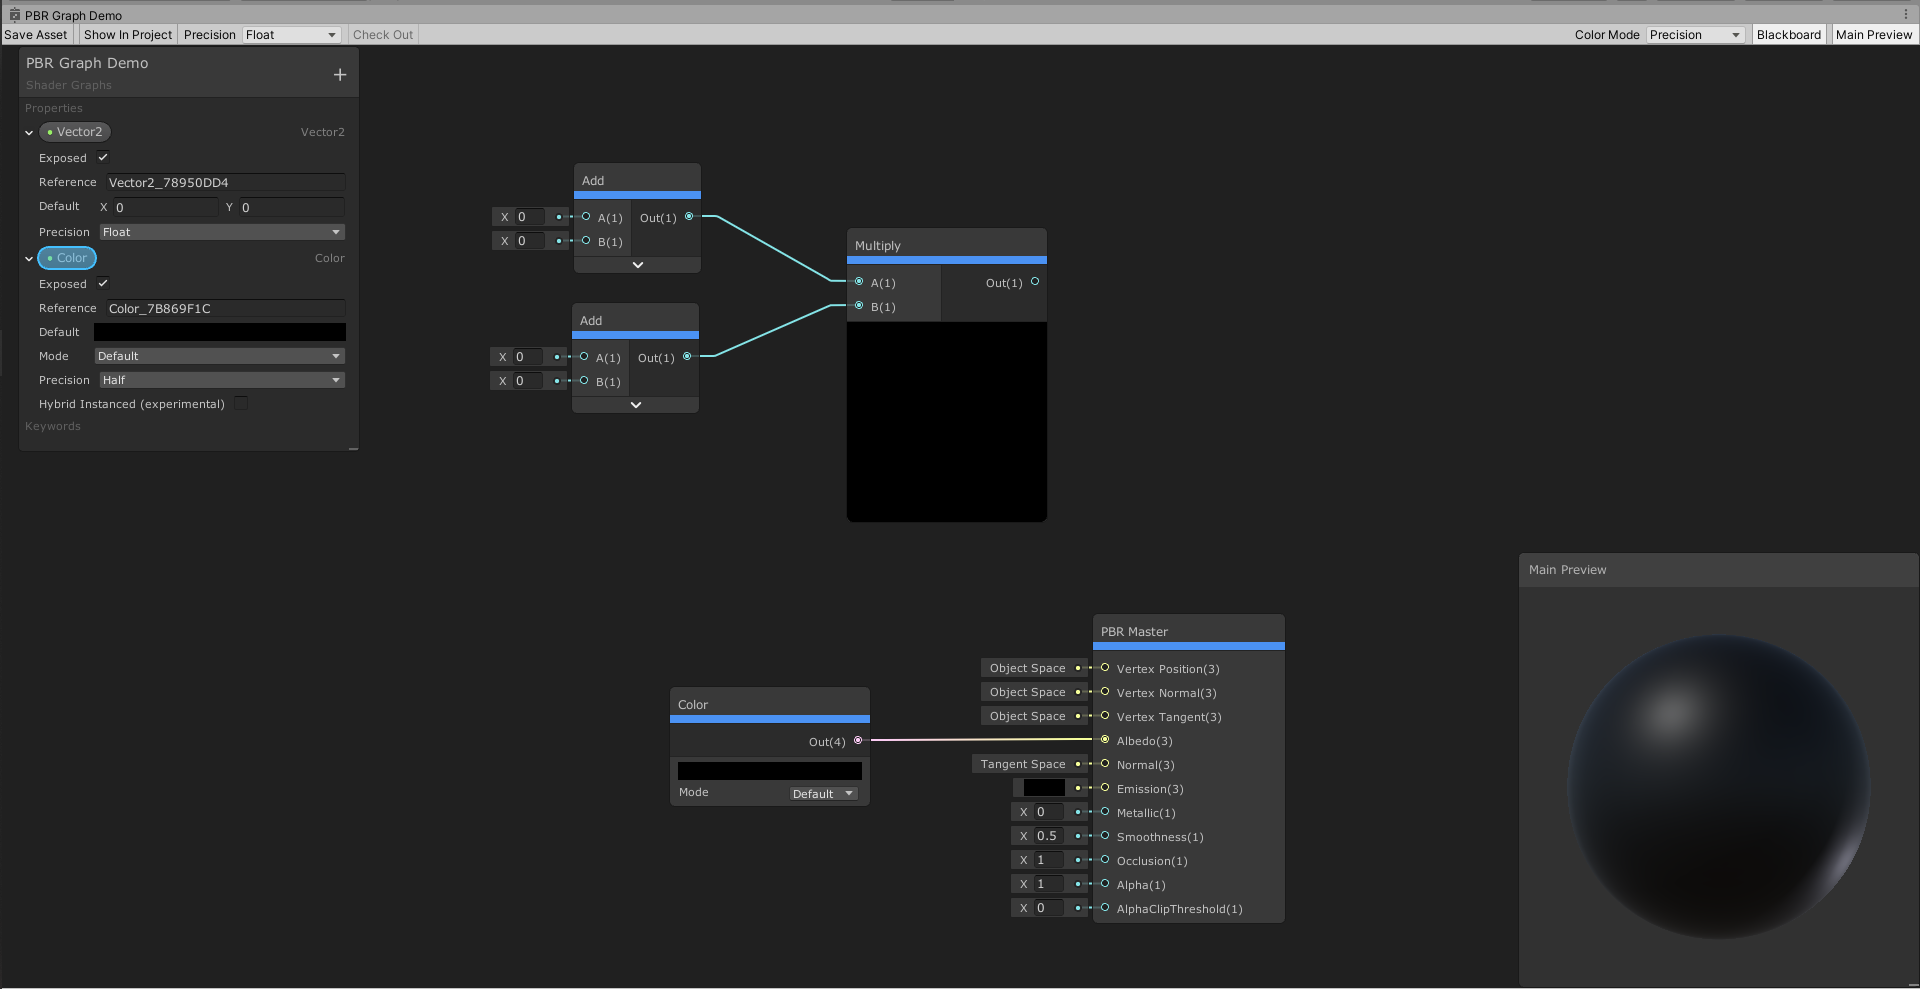 PBR Graph Demo
Save Asset Show In Project Precision Float Check Out Color Mode Precision Blackboard Main Preview
PBR Graph Demo
+
Shader Graphs
Properties
Vector2 Vector2
Exposed
Reference Vector2_78950DD4
Default X 0 Y 0
Precision Float
Color Color
Exposed
Reference Color_7B869F1C
Default
Mode Default
Precision Half
Hybrid Instanced (experimental)
Keywords
Add
X 0 A(1) Out(1)
X 0 B(1)
Add
X 0 A(1) Out(1)
X 0 B(1)
Multiply
A(1) Out(1)
B(1)
Color
Out(4)
Mode Default
PBR Master
Object Space Vertex Position(3)
Object Space Vertex Normal(3)
Object Space Vertex Tangent(3)
Albedo(3)
Tangent Space Normal(3)
Emission(3)
X 0 Metallic(1)
X 0.5 Smoothness(1)
X 1 Occlusion(1)
X 1 Alpha(1)
X 0 AlphaClipThreshold(1)
Main Preview